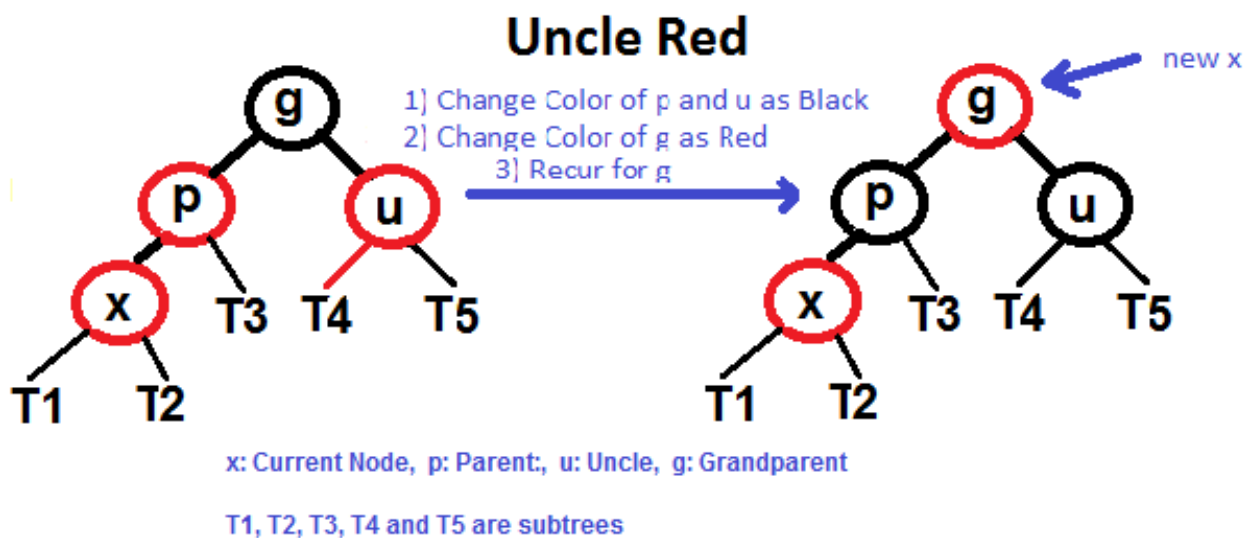 Uncle Red
new x
1) Change Color of p and u as Black
2) Change Color of g as Red
3) Recur for g
g
p
u
x
T3
T4
T5
T1
T2
g
p
u
x
T3
T4
T5
T1
T2
x: Current Node, p: Parent:, u: Uncle, g: Grandparent
T1, T2, T3, T4 and T5 are subtrees